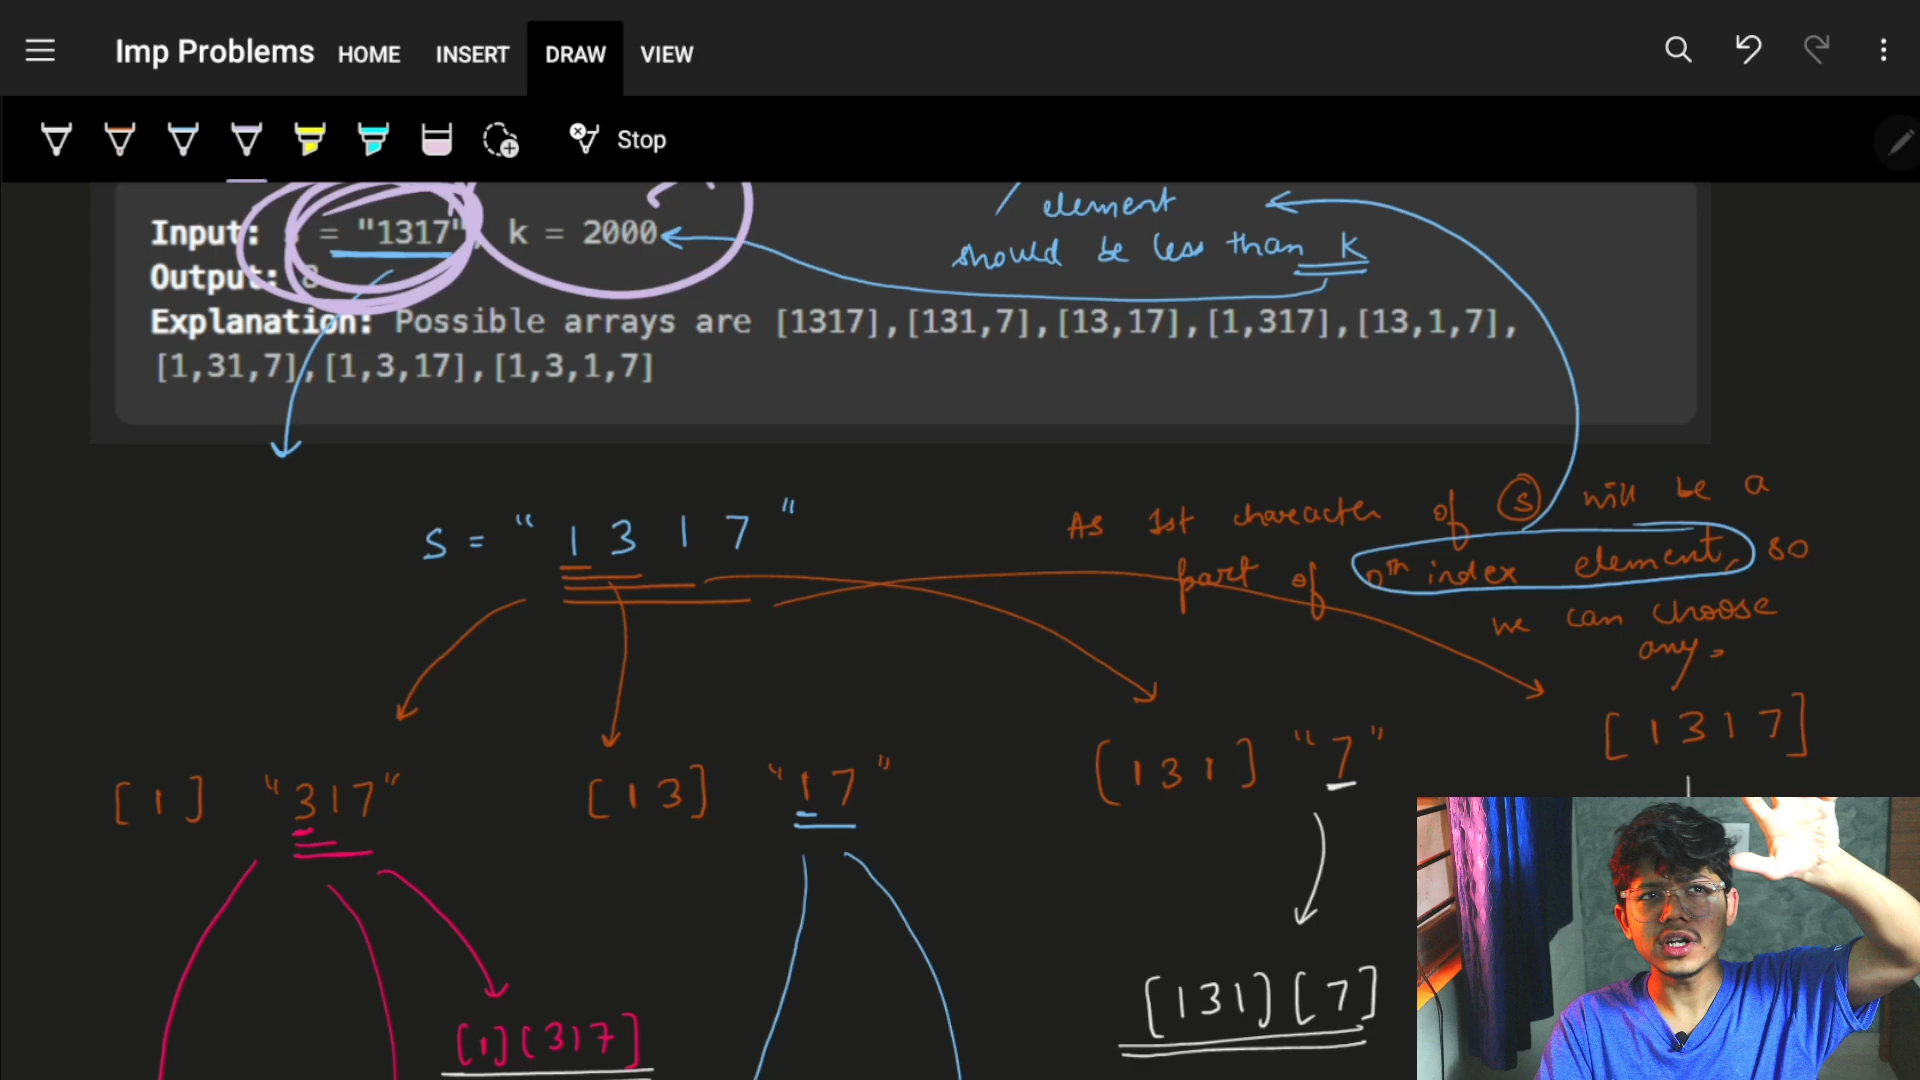 Imp Problems HOME INSERT DRAW VIEW
Stop
element
should be less than k
Input: = "1317" k = 2000
Output: 8
Explanation: Possible arrays are [1317],[131,7],[13,17],[1,317],[13,1,7],
[1,31,7],[1,3,17],[1,3,1,7]
S = " 1 3 1 7 "
As 1st character of S will be a
part of 0th index element, so
we can choose
any.
[1] "317" [13] "17" [131] "7" [1317]
[1][317] [131][7]